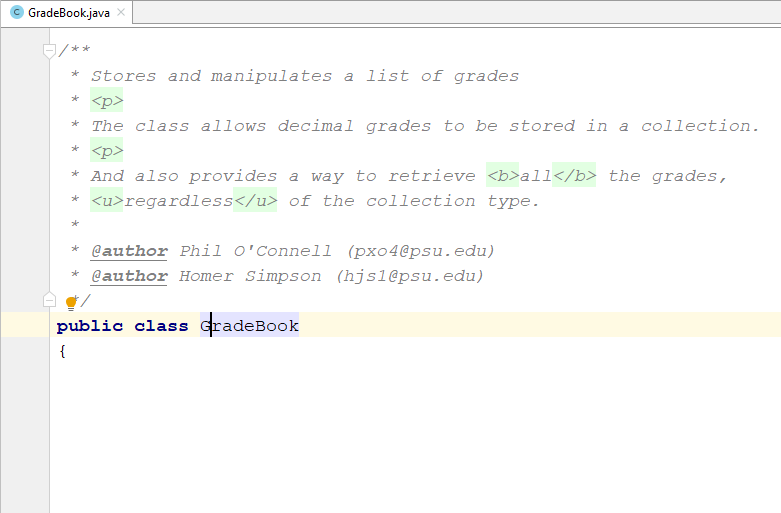 C GradeBook.java ×
/**
* Stores and manipulates a list of grades
* <p>
* The class allows decimal grades to be stored in a collection.
* <p>
* And also provides a way to retrieve <b>all</b> the grades,
* <u>regardless</u> of the collection type.
*
* @author Phil O'Connell (pxo4@psu.edu)
* @author Homer Simpson (hjs1@psu.edu)
*/
public class GradeBook
{